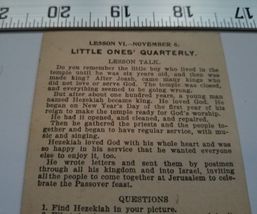 20 19 18 17
LESSON VI.—NOVEMBER 6.
LITTLE ONES' QUARTERLY.
LESSON TALK.
Do you remember the little boy who lived in the
temple until he was six years old, and then was
made king? After Joash, came many kings who
did not love or serve God. The temple was closed,
and everything seemed to be going wrong.
But after about one hundred years, a young man
named Hezekiah became king. He loved God. He
began on New Year's Day of the first year of his
reign to make the temple ready for God's worship.
He had it opened, and cleaned, and repaired.
Then he gathered the priests and the people to-
gether and began to have regular service, with mu-
sic and singing.
Hezekiah loved God with his whole heart and was
so happy in his service that he wanted everyone
else to enjoy it, too.
He wrote letters and sent them by postmen
through all his kingdom and into Israel, inviting
all the people to come together at Jerusalem to cele-
brate the Passover feast.
QUESTIONS
1. Find Hezekiah in your picture.